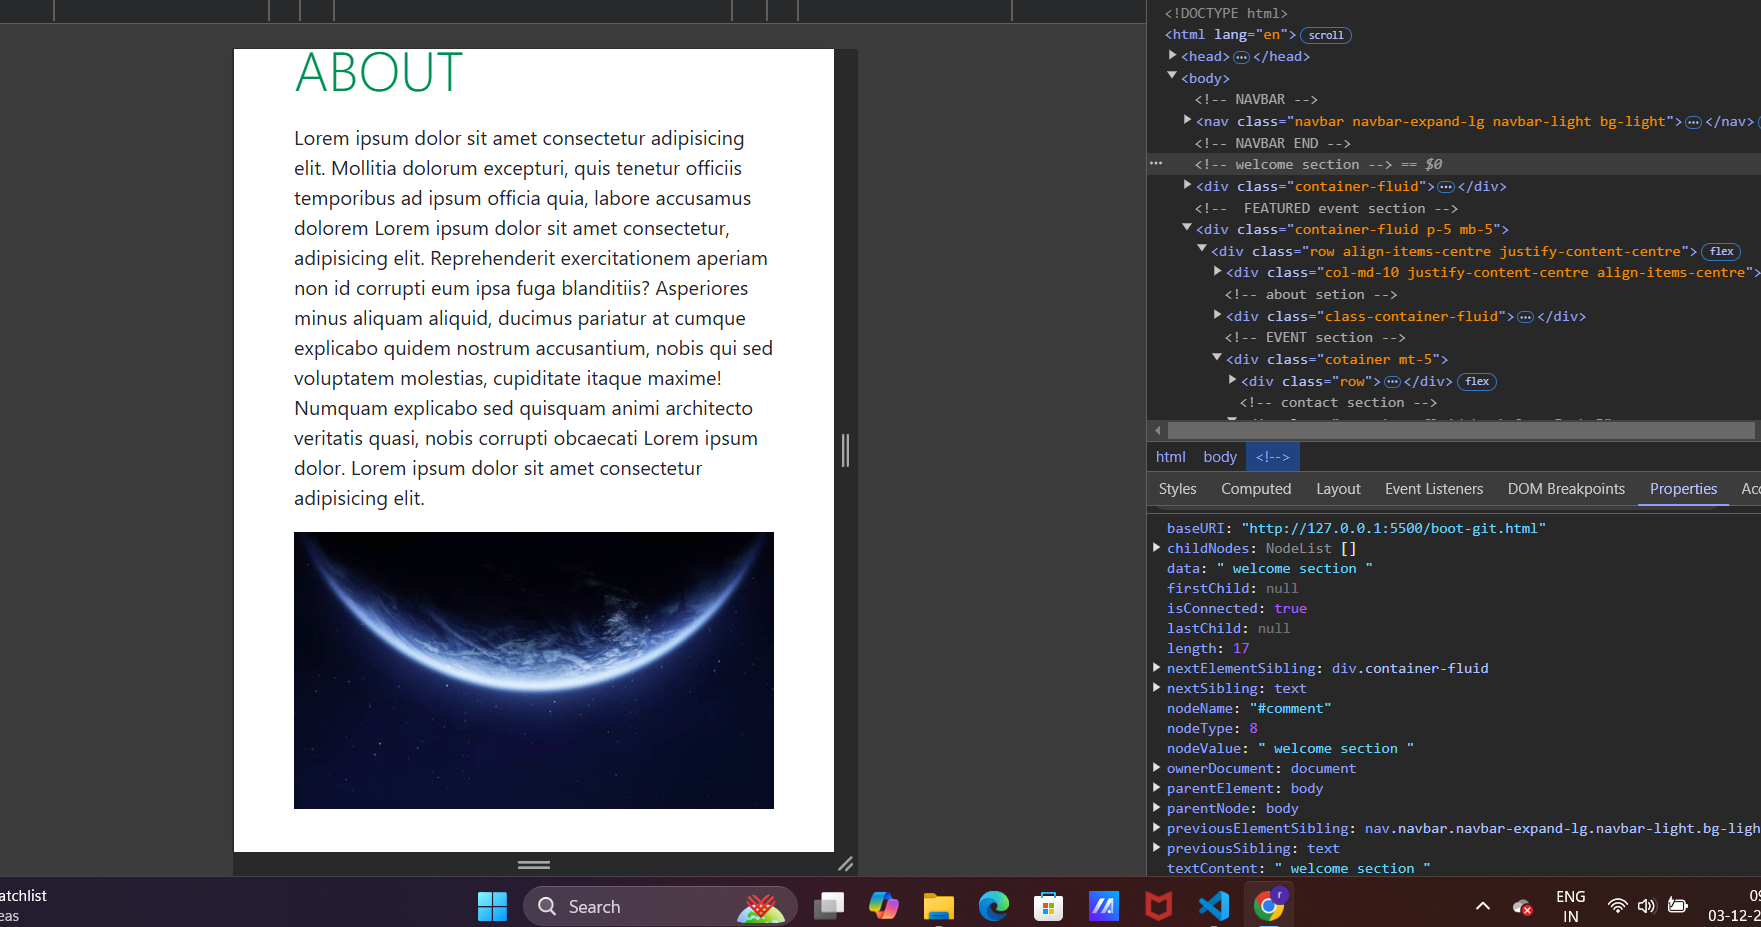 ABOUT
Lorem ipsum dolor sit amet consectetur adipisicing
elit. Mollitia dolorum excepturi, quis tenetur officiis
temporibus ad ipsum officia quia, labore accusamus
dolorem Lorem ipsum dolor sit amet consectetur,
adipisicing elit. Reprehenderit exercitationem aperiam
non id corrupti eum ipsa fuga blanditiis? Asperiores
minus aliquam aliquid, ducimus pariatur at cumque
explicabo quidem nostrum accusantium, nobis qui sed
voluptatem molestias, cupiditate itaque maxime!
Numquam explicabo sed quisquam animi architecto
veritatis quasi, nobis corrupti obcaecati Lorem ipsum
dolor. Lorem ipsum dolor sit amet consectetur
adipisicing elit.
<!DOCTYPE html>
<html lang="en"> scroll
<head> … </head>
<body>
<!-- NAVBAR -->
<nav class="navbar navbar-expand-lg navbar-light bg-light"> … </nav>
<!-- NAVBAR END -->
<!-- welcome section --> == $0
<div class="container-fluid"> … </div>
<!--  FEATURED event section -->
<div class="container-fluid p-5 mb-5">
<div class="row align-items-centre justify-content-centre"> flex
<div class="col-md-10 justify-content-centre align-items-centre">
<!-- about setion -->
<div class="class-container-fluid"> … </div>
<!-- EVENT section -->
<div class="cotainer mt-5">
<div class="row"> … </div> flex
<!-- contact section -->
html body <!-->
Styles Computed Layout Event Listeners DOM Breakpoints Properties Acc
baseURI: "http://127.0.0.1:5500/boot-git.html"
childNodes: NodeList []
data: " welcome section "
firstChild: null
isConnected: true
lastChild: null
length: 17
nextElementSibling: div.container-fluid
nextSibling: text
nodeName: "#comment"
nodeType: 8
nodeValue: " welcome section "
ownerDocument: document
parentElement: body
parentNode: body
previousElementSibling: nav.navbar.navbar-expand-lg.navbar-light.bg-ligh
previousSibling: text
textContent: " welcome section "
atchlist
eas
Search
ENG
IN
09
03-12-2